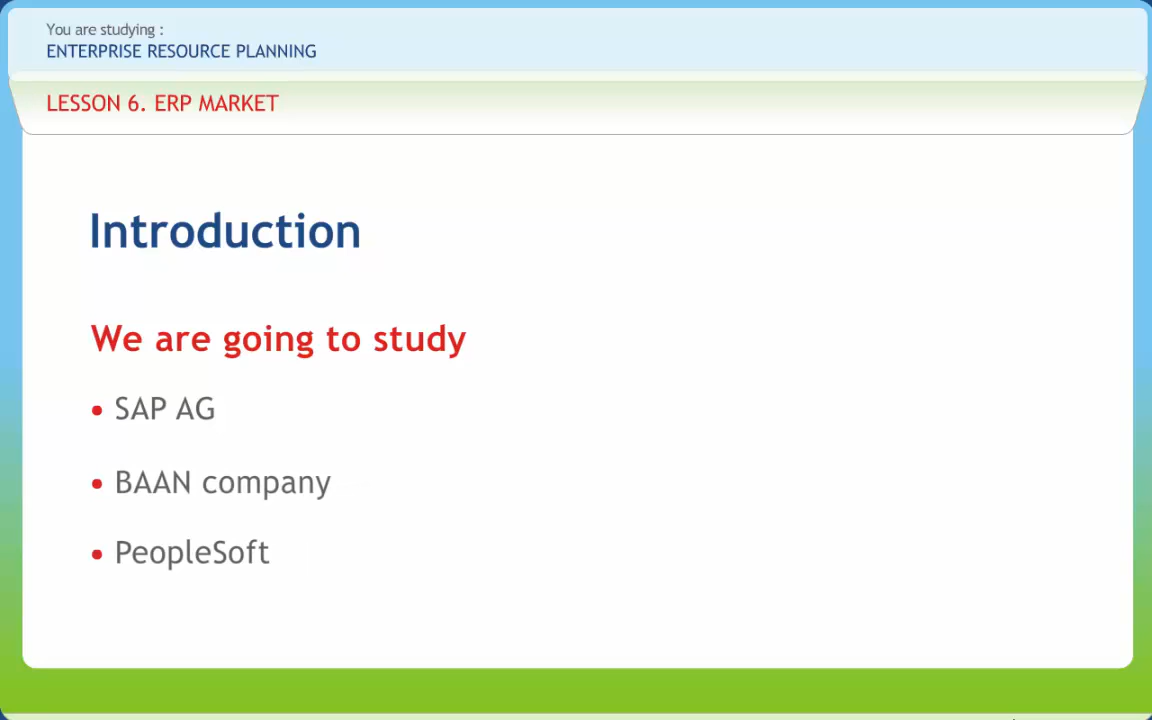 You are studying :
ENTERPRISE RESOURCE PLANNING
LESSON 6. ERP MARKET
Introduction
We are going to study
• SAP AG
• BAAN company
• PeopleSoft